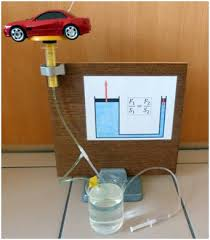 F₁/S₁ = F₂/S₂